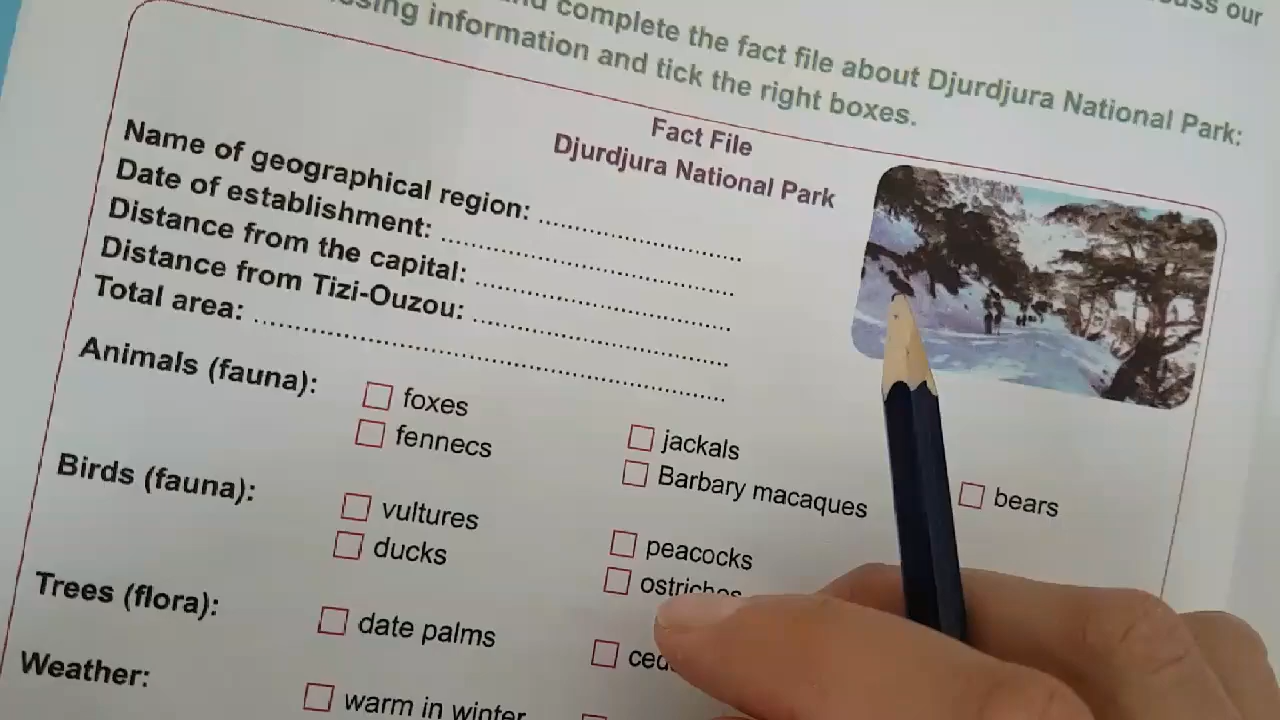 our
complete the fact file about Djurdjura National Park:
information and tick the right boxes.
Fact File
Djurdjura National Park
Name of geographical region: ..............................
Date of establishment: ..........................................
Distance from the capital: .....................................
Distance from Tizi-Ouzou: .....................................
Total area: ....................................................................
Animals (fauna):
foxes
jackals
bears
fennecs
Barbary macaques
Birds (fauna):
vultures
peacocks
ducks
ostriches
Trees (flora):
date palms
Weather:
warm in winter